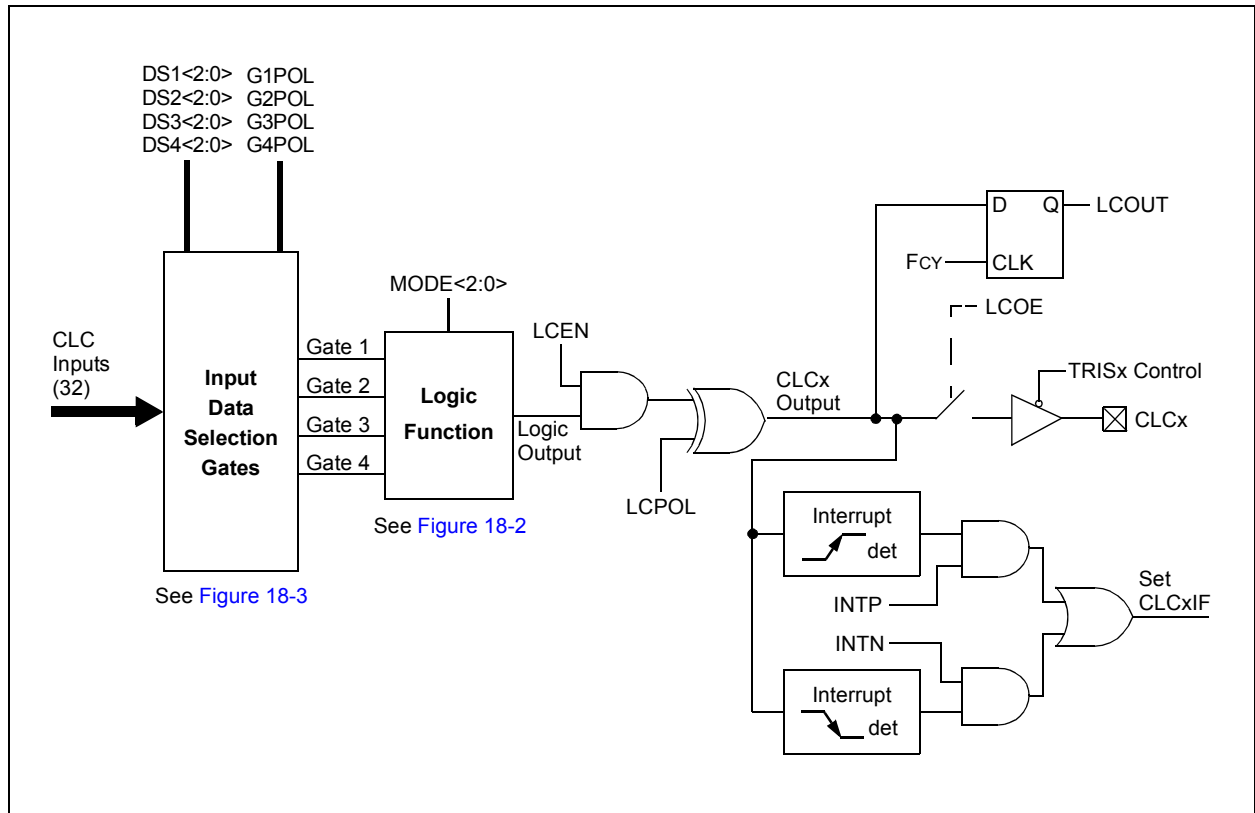 DS1<2:0> G1POL
DS2<2:0> G2POL
DS3<2:0> G3POL
DS4<2:0> G4POL
D Q LCOUT
FCY CLK
MODE<2:0>
LCOE
LCEN
CLC
Inputs
(32)
Input
Data
Selection
Gates
Gate 1
Gate 2
Gate 3
Gate 4
Logic
Function
Logic
Output
CLCx
Output
TRISx Control
CLCx
LCPOL
See Figure 18-2
See Figure 18-3
Interrupt
det
INTP
INTN
Set
CLCxIF
Interrupt
det